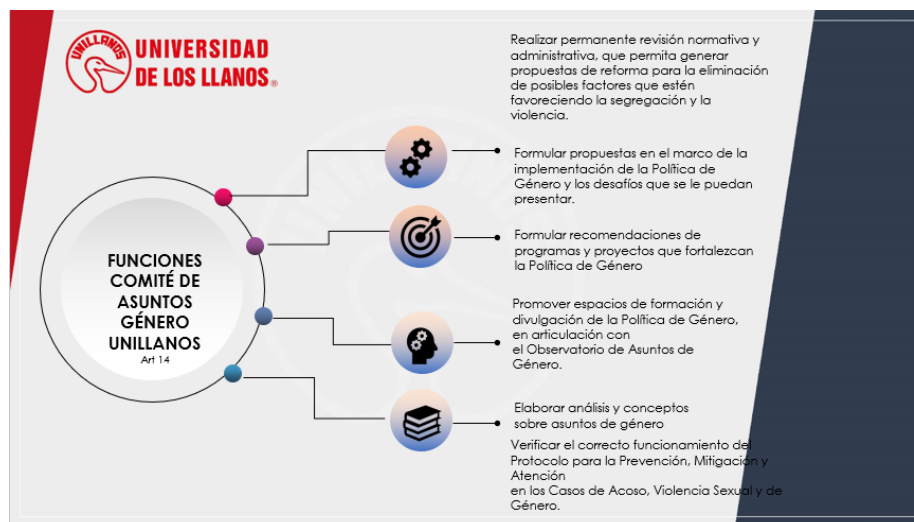 UNILLANOS
UNIVERSIDAD
DE LOS LLANOS®
FUNCIONES
COMITÉ DE
ASUNTOS
GÉNERO
UNILLANOS
Art 14
Realizar permanente revisión normativa y
administrativa, que permita generar
propuestas de reforma para la eliminación
de posibles factores que estén
favoreciendo la segregación y la
violencia.
Formular propuestas en el marco de la
implementación de la Política de
Género y los desafíos que se le puedan
presentar.
Formular recomendaciones de
programas y proyectos que fortalezcan
la Política de Género
Promover espacios de formación y
divulgación de la Política de Género,
en articulación con
el Observatorio de Asuntos de
Género.
Elaborar análisis y conceptos
sobre asuntos de género
Verificar el correcto funcionamiento del
Protocolo para la Prevención, Mitigación y
Atención
en los Casos de Acoso, Violencia Sexual y de
Género.